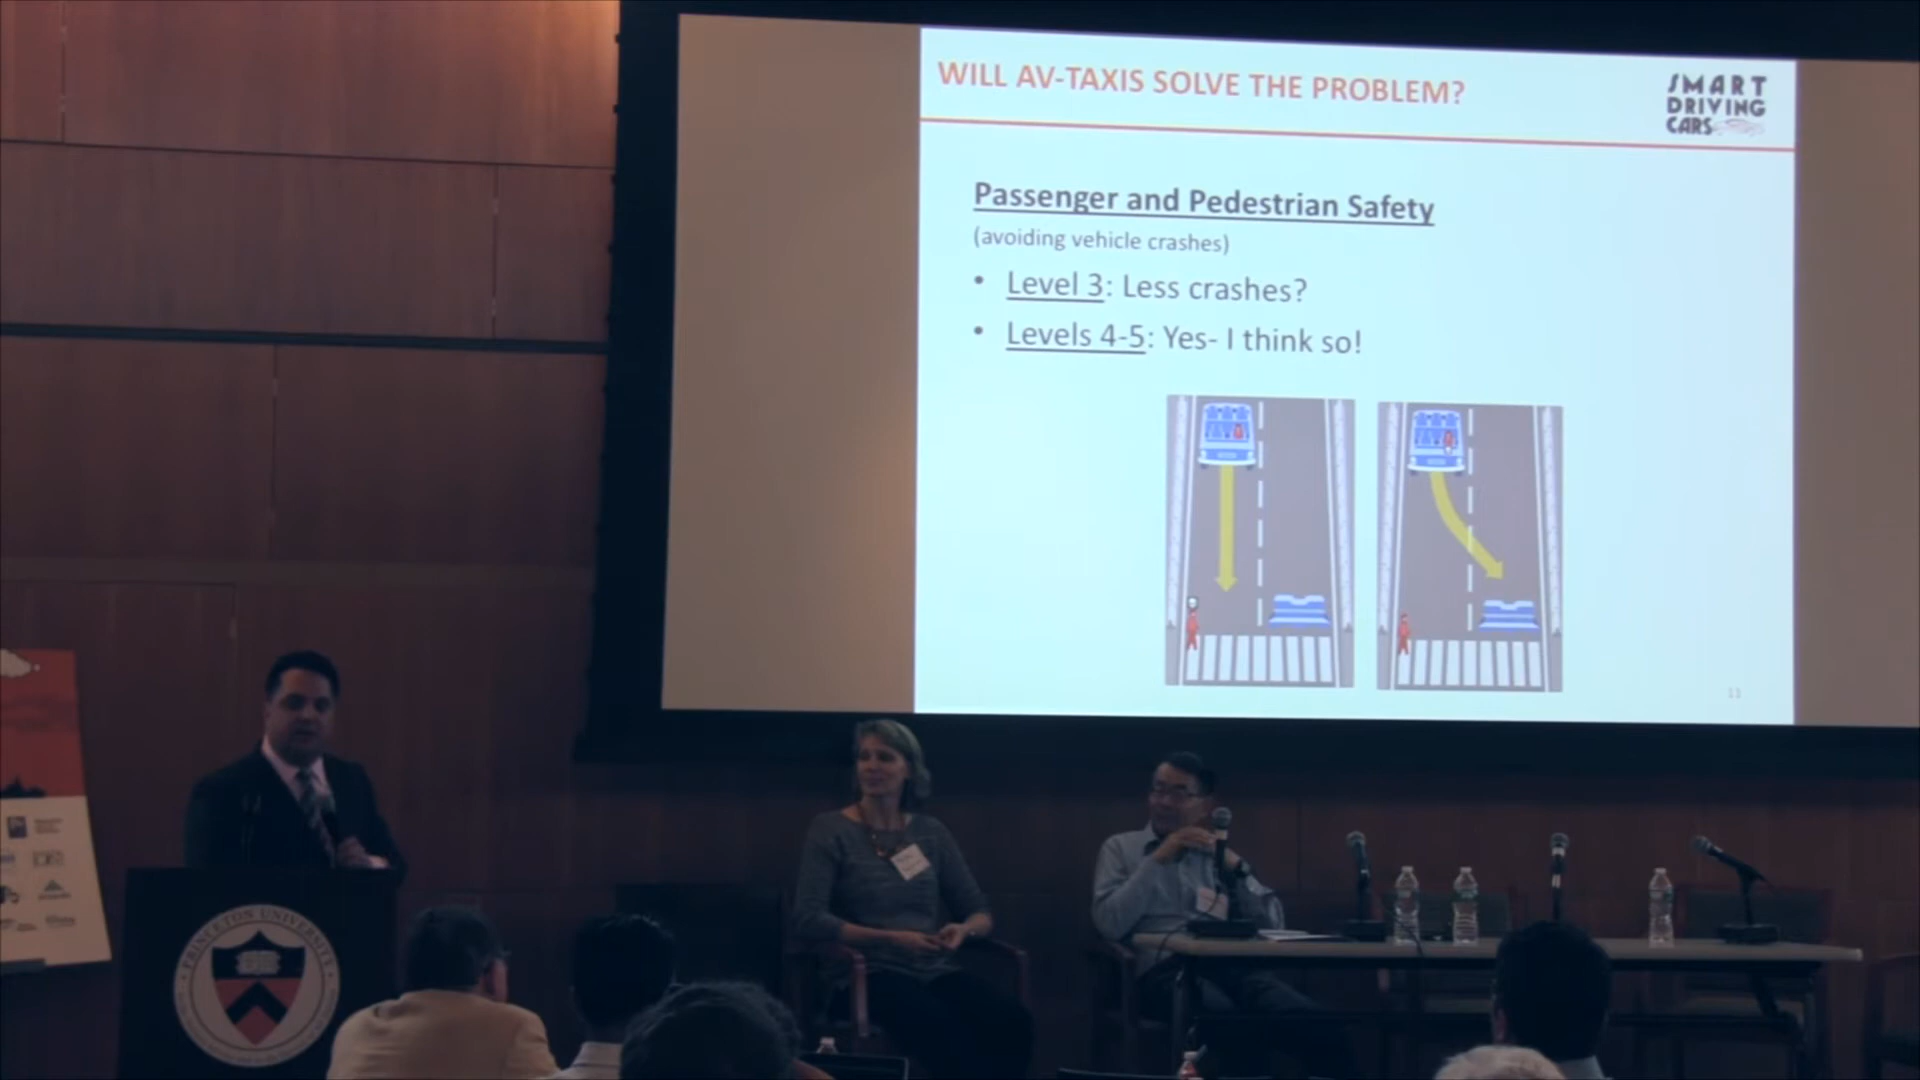 WILL AV-TAXIS SOLVE THE PROBLEM?
SMART
DRIVING
CARS
Passenger and Pedestrian Safety
(avoiding vehicle crashes)
• Level 3: Less crashes?
• Levels 4-5: Yes- I think so!
13
PRINCETON UNIVERSITY